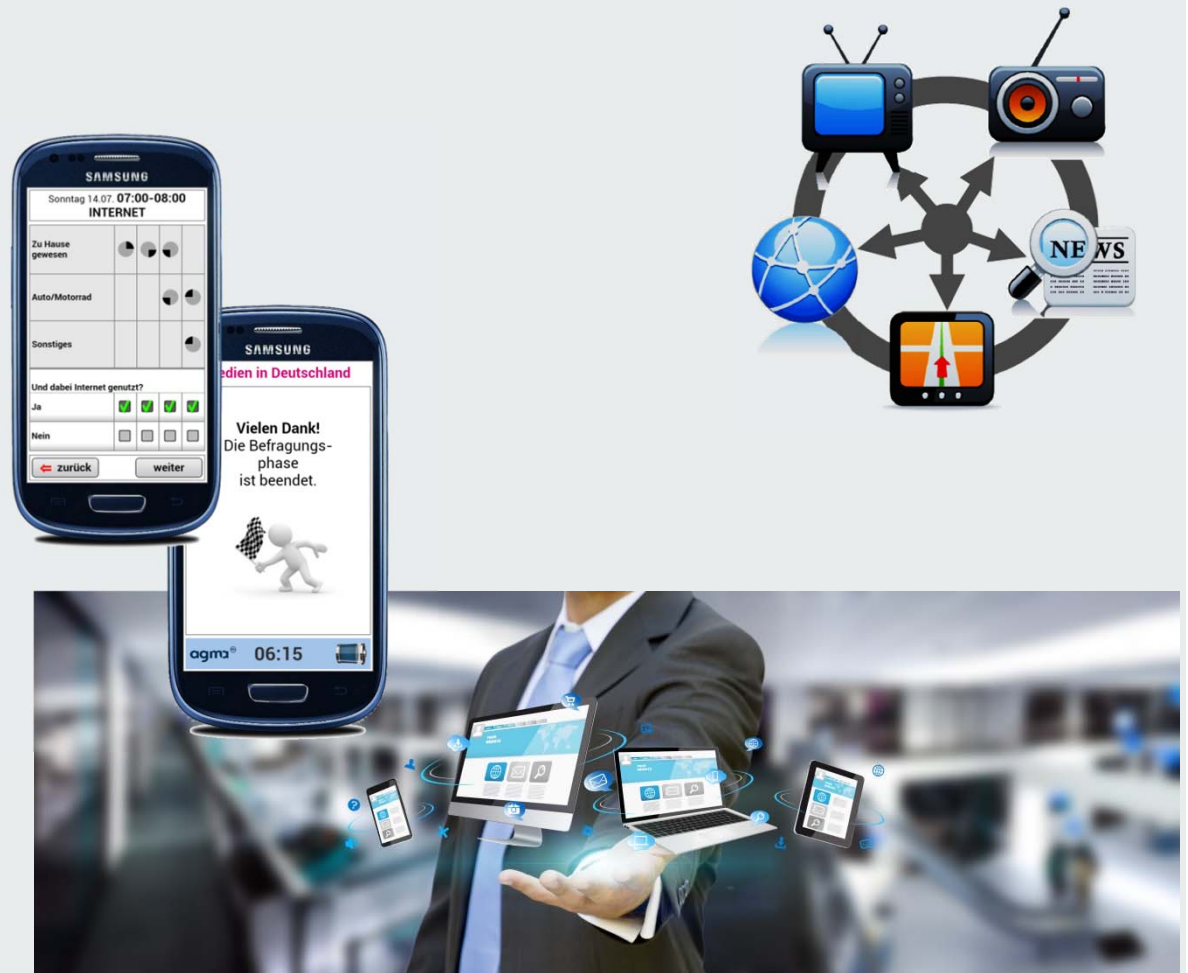 SAMSUNG
Sonntag 14.07. 07:00-08:00
INTERNET
Zu Hause
gewesen
Auto/Motorrad
Sonstiges
Und dabei Internet genutzt?
Ja
Nein
zurück weiter
SAMSUNG
edien in Deutschland
Vielen Dank!
Die Befragungs-
phase
ist beendet.
agma 06:15
NEWS